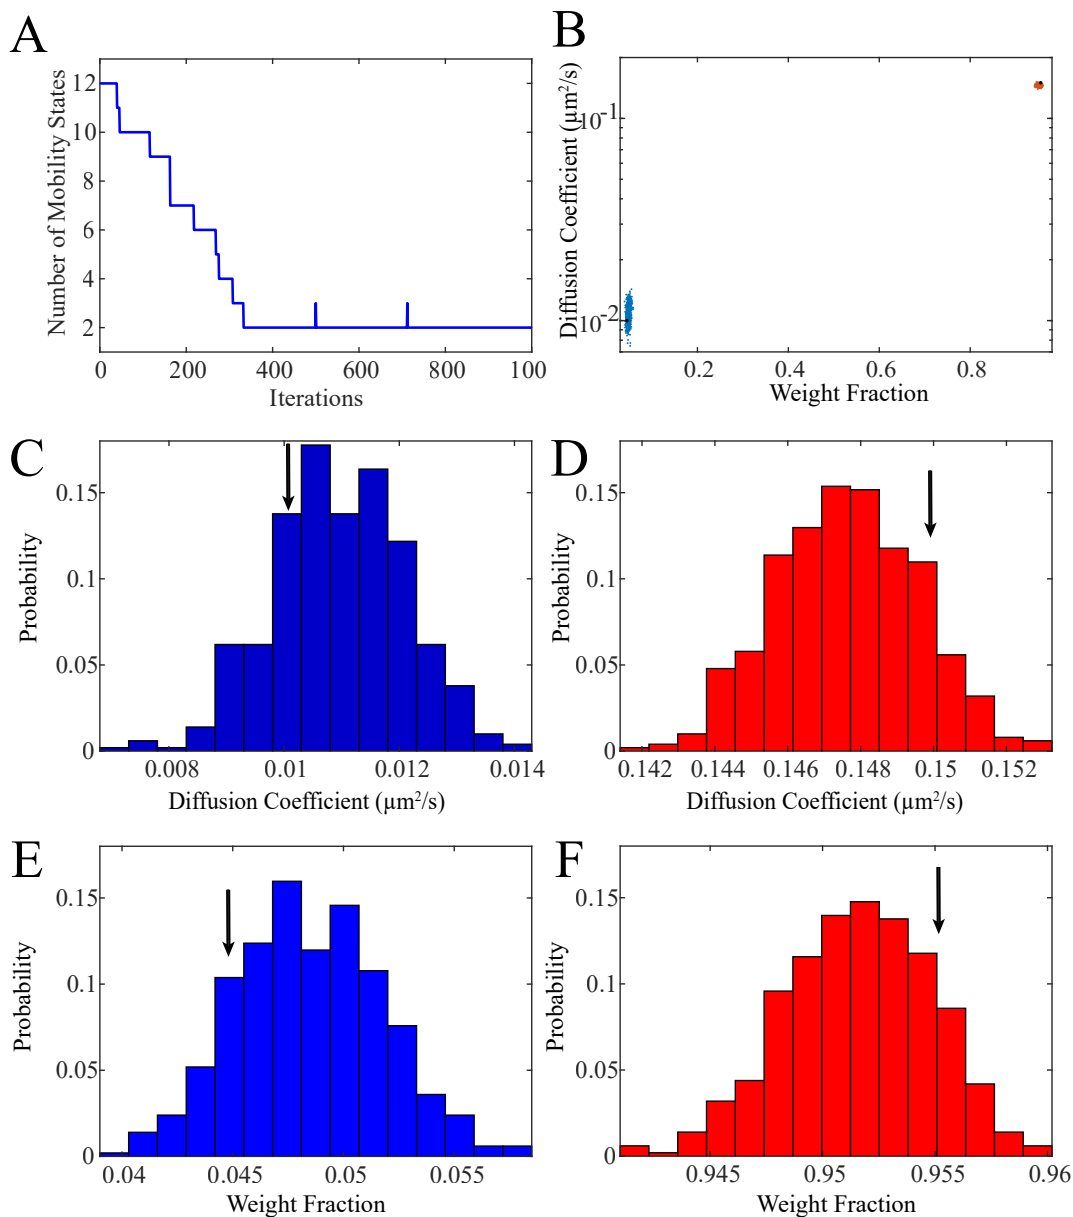 A
B
12
10
8
6
4
2
Number of Mobility States
0
200
400
600
800
100
Iterations
10-1
10-2
Diffusion Coefficient (µm2/s)
0.2
0.4
0.6
0.8
Weight Fraction
C
D
0.15
0.1
0.05
0
Probability
0.008
0.01
0.012
0.014
Diffusion Coefficient (µm2/s)
0.15
0.1
0.05
0
Probability
0.142
0.144
0.146
0.148
0.15
0.152
Diffusion Coefficient (µm2/s)
E
F
0.15
0.1
0.05
0
Probability
0.04
0.045
0.05
0.055
Weight Fraction
0.15
0.1
0.05
0
Probability
0.945
0.95
0.955
0.96
Weight Fraction